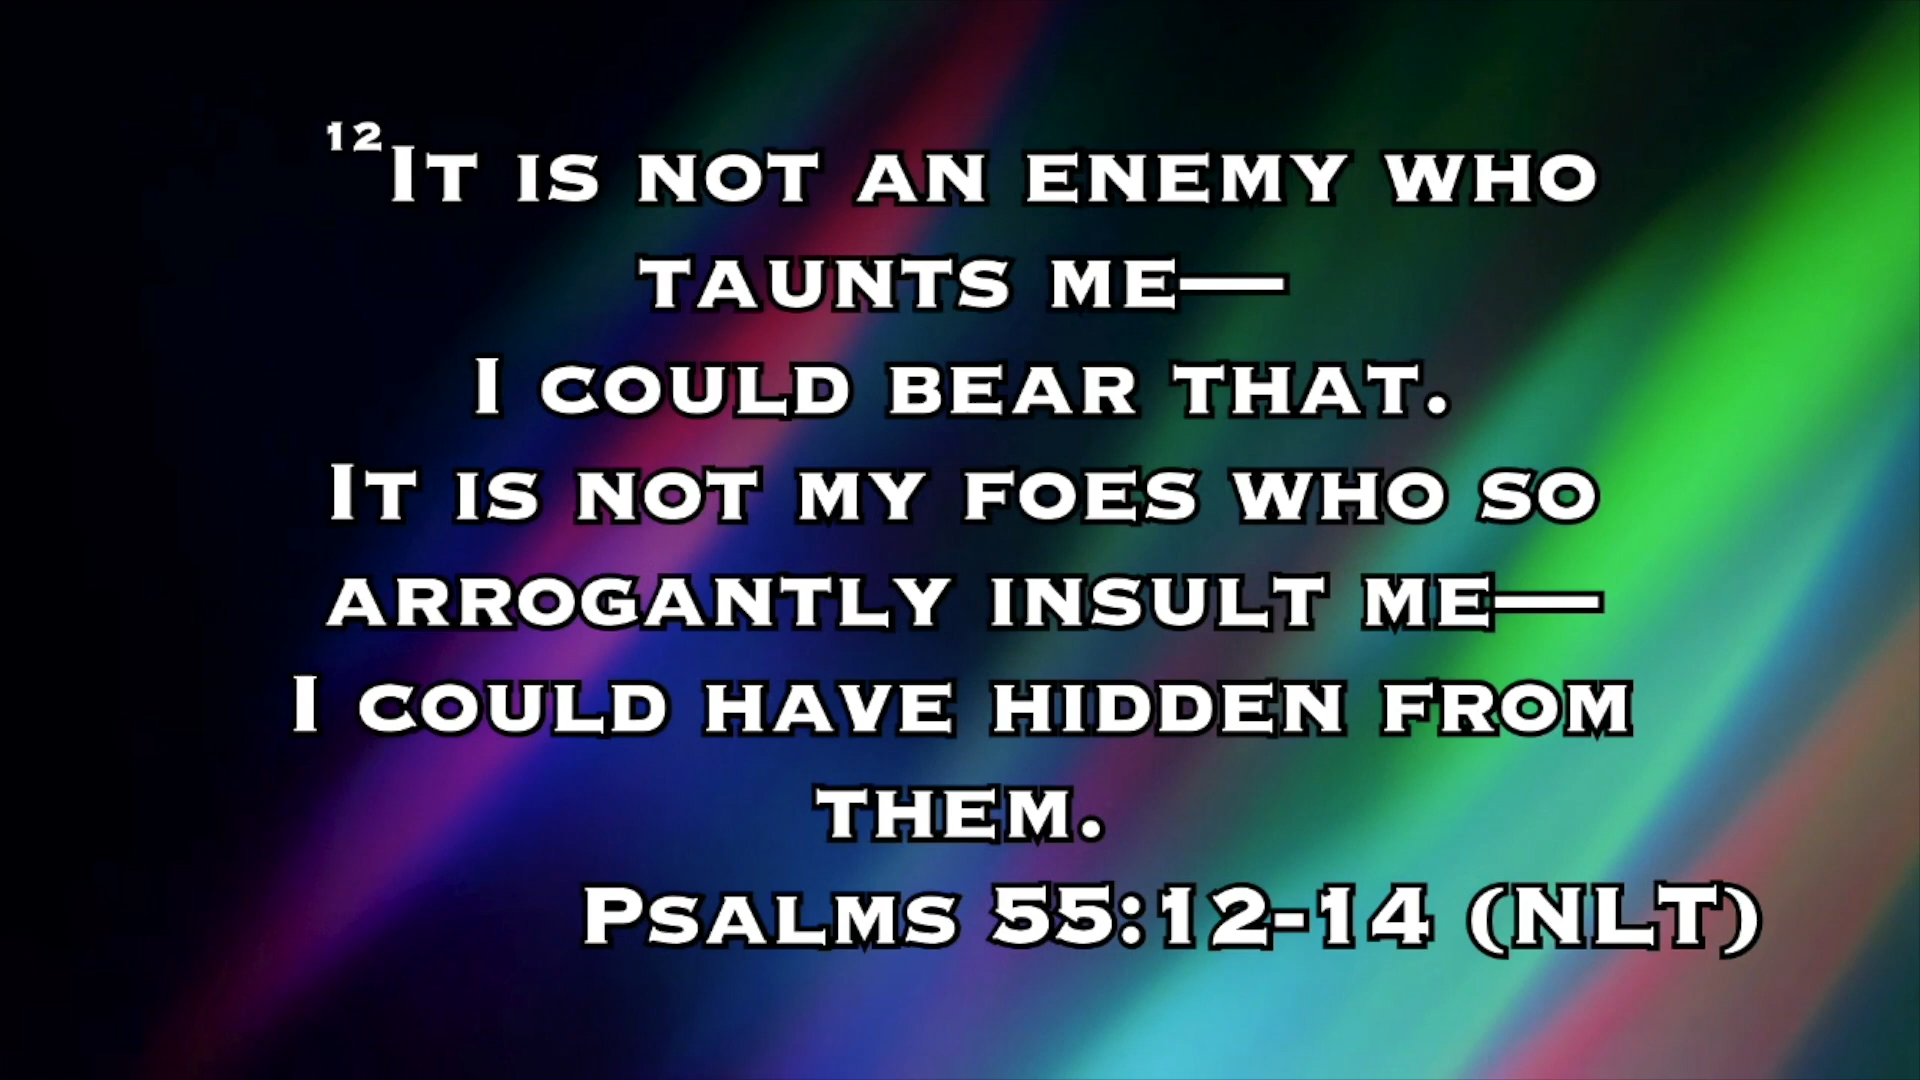 ¹²It is not an enemy who
taunts me—
I could bear that.
It is not my foes who so
arrogantly insult me—
I could have hidden from
them.
Psalms 55:12-14 (NLT)